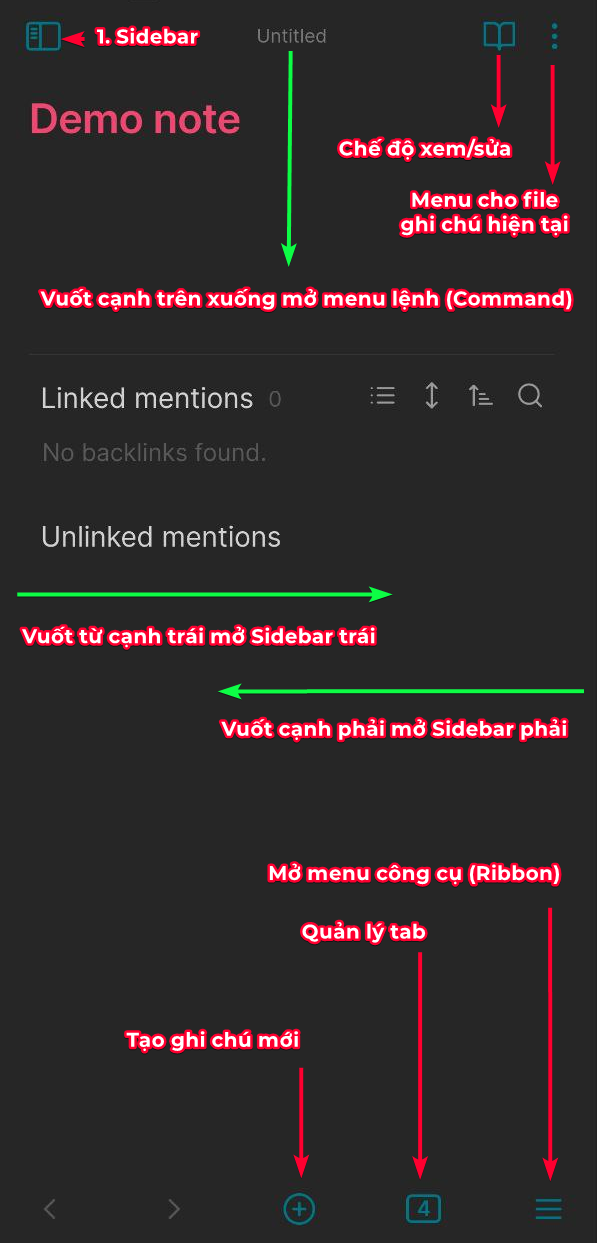 1. Sidebar
Untitled
Demo note
Chế độ xem/sửa
Menu cho file
ghi chú hiện tại
Vuốt cạnh trên xuống mở menu lệnh (Command)
Linked mentions 0
No backlinks found.
Unlinked mentions
Vuốt từ cạnh trái mở Sidebar trái
Vuốt cạnh phải mở Sidebar phải
Mở menu công cụ (Ribbon)
Quản lý tab
Tạo ghi chú mới
4